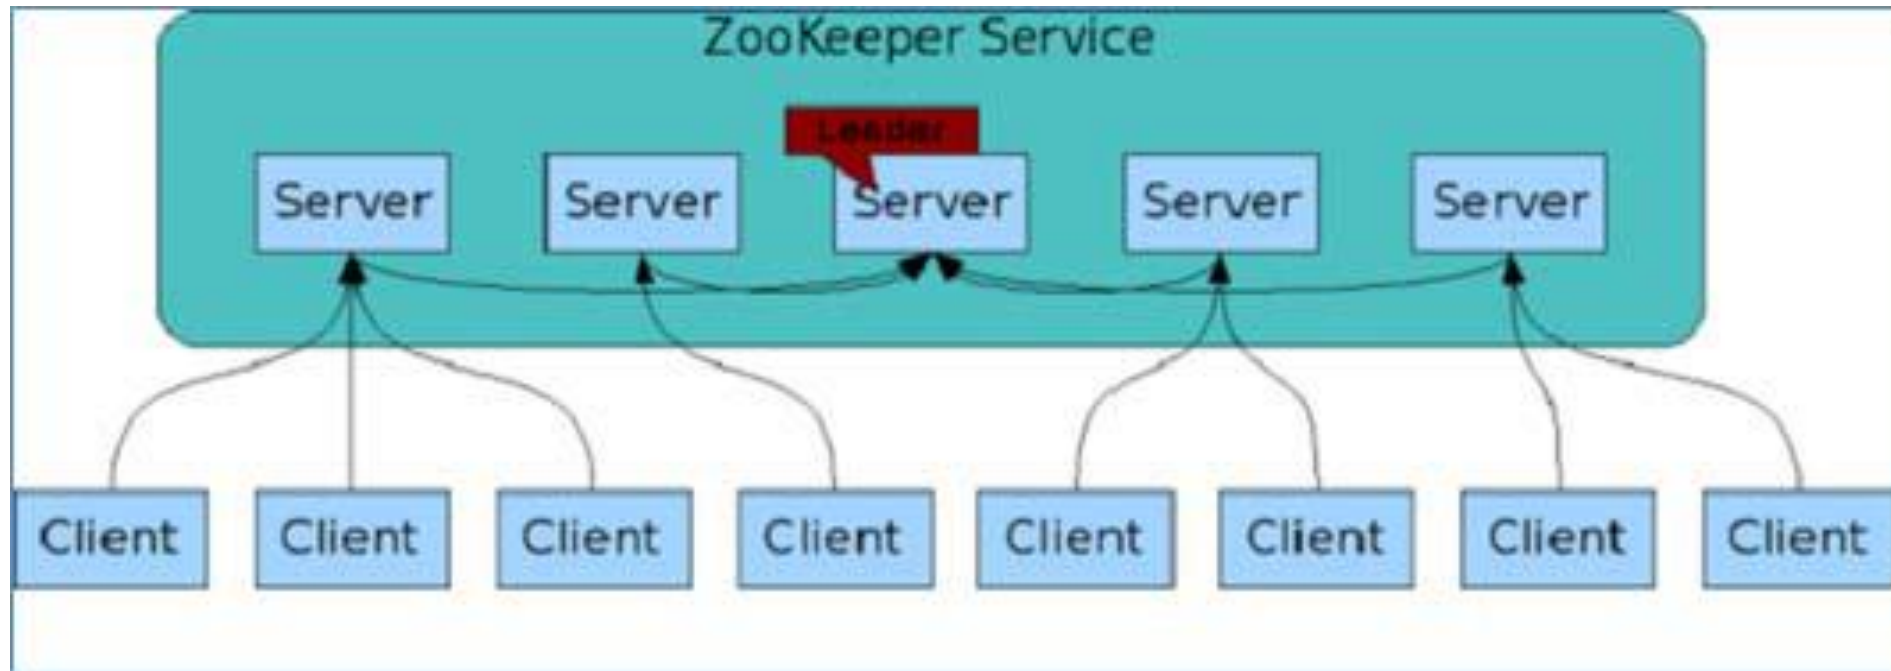 ZooKeeper Service
Leader
Server Server Server Server Server
Client Client Client Client Client Client Client Client